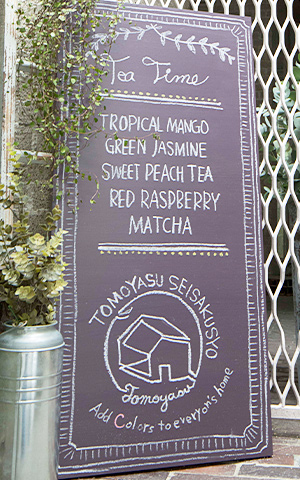 Tea Time
TROPICAL MANGO
GREEN JASMINE
SWEET PEACH TEA
RED RASPBERRY
MATCHA
TOMOYASU SEISAKUSYO
Tomoyasu
Add Colors to everyon's home